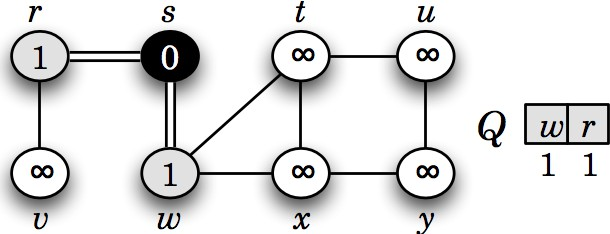 r s t u
1 0 ∞ ∞
Q w r
1 1
∞ 1 ∞ ∞
v w x y